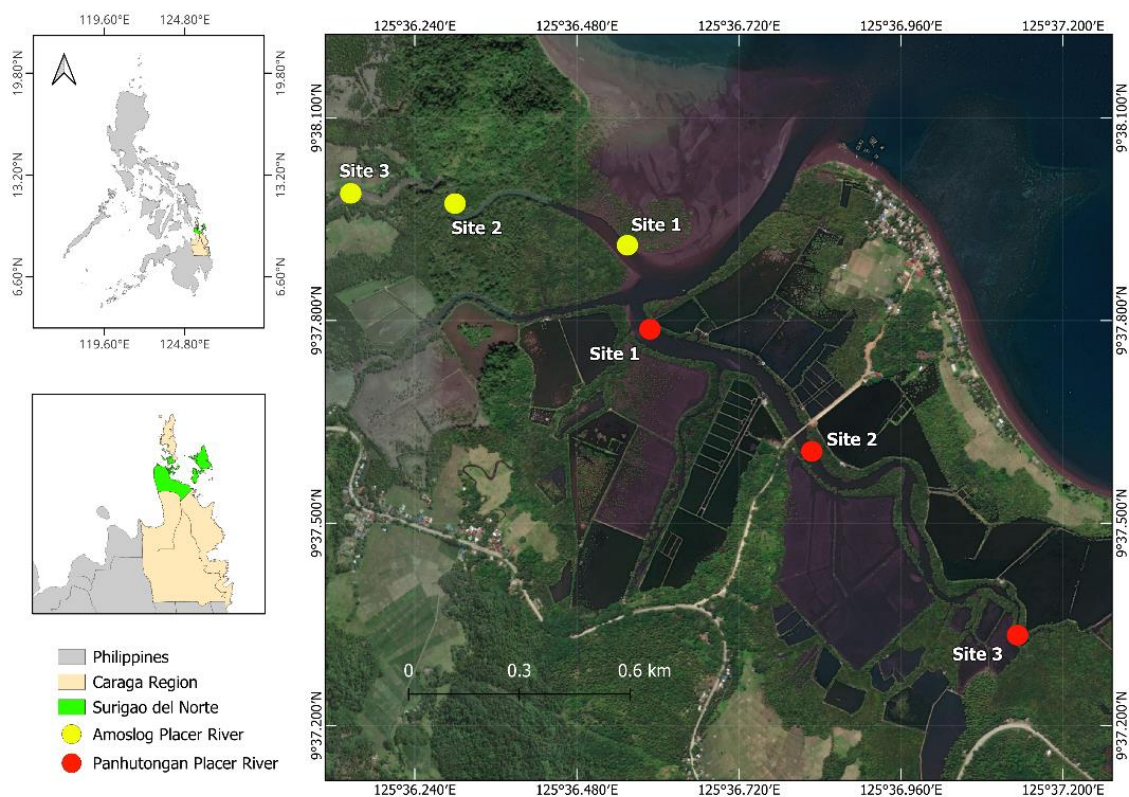 119.60°E 124.80°E
19.80°N 19.80°N
13.20°N 13.20°N
6.60°N 6.60°N
119.60°E 124.80°E
Philippines
Caraga Region
Surigao del Norte
Amoslog Placer River
Panhutongan Placer River
125°36.240′E 125°36.480′E 125°36.720′E 125°36.960′E 125°37.200′E
9°38.100′N 9°38.100′N
Site 3
Site 2
Site 1
9°37.800′N 9°37.800′N
Site 1
Site 2
9°37.500′N 9°37.500′N
Site 3
0 0.3 0.6 km
9°37.200′N 9°37.200′N
125°36.240′E 125°36.480′E 125°36.720′E 125°36.960′E 125°37.200′E